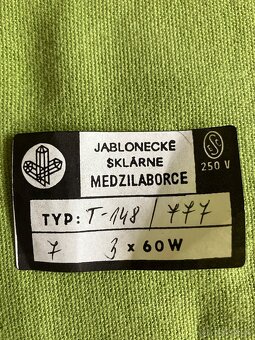 JABLONECKÉ
SKLÁRNE
MEDZILABORCE
250 V
TYP: T-148/777
7 3 × 60W